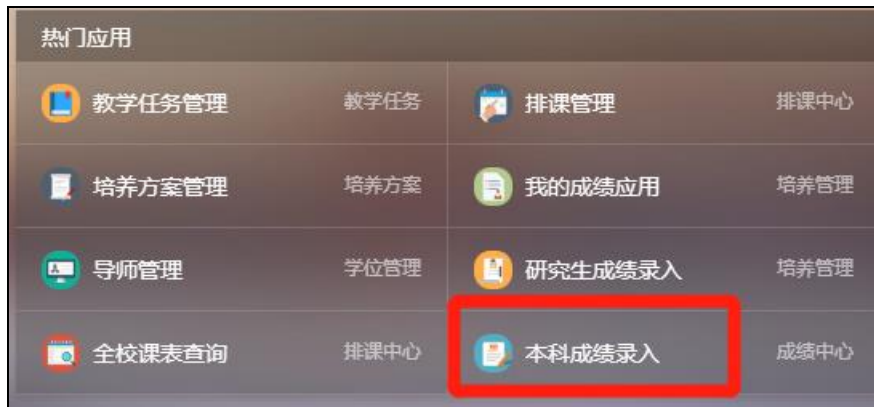 热门应用
教学任务管理 教学任务 排课管理 排课中心
培养方案管理 培养方案 我的成绩应用 培养管理
导师管理 学位管理 研究生成绩录入 培养管理
全校课表查询 排课中心 本科成绩录入 成绩中心